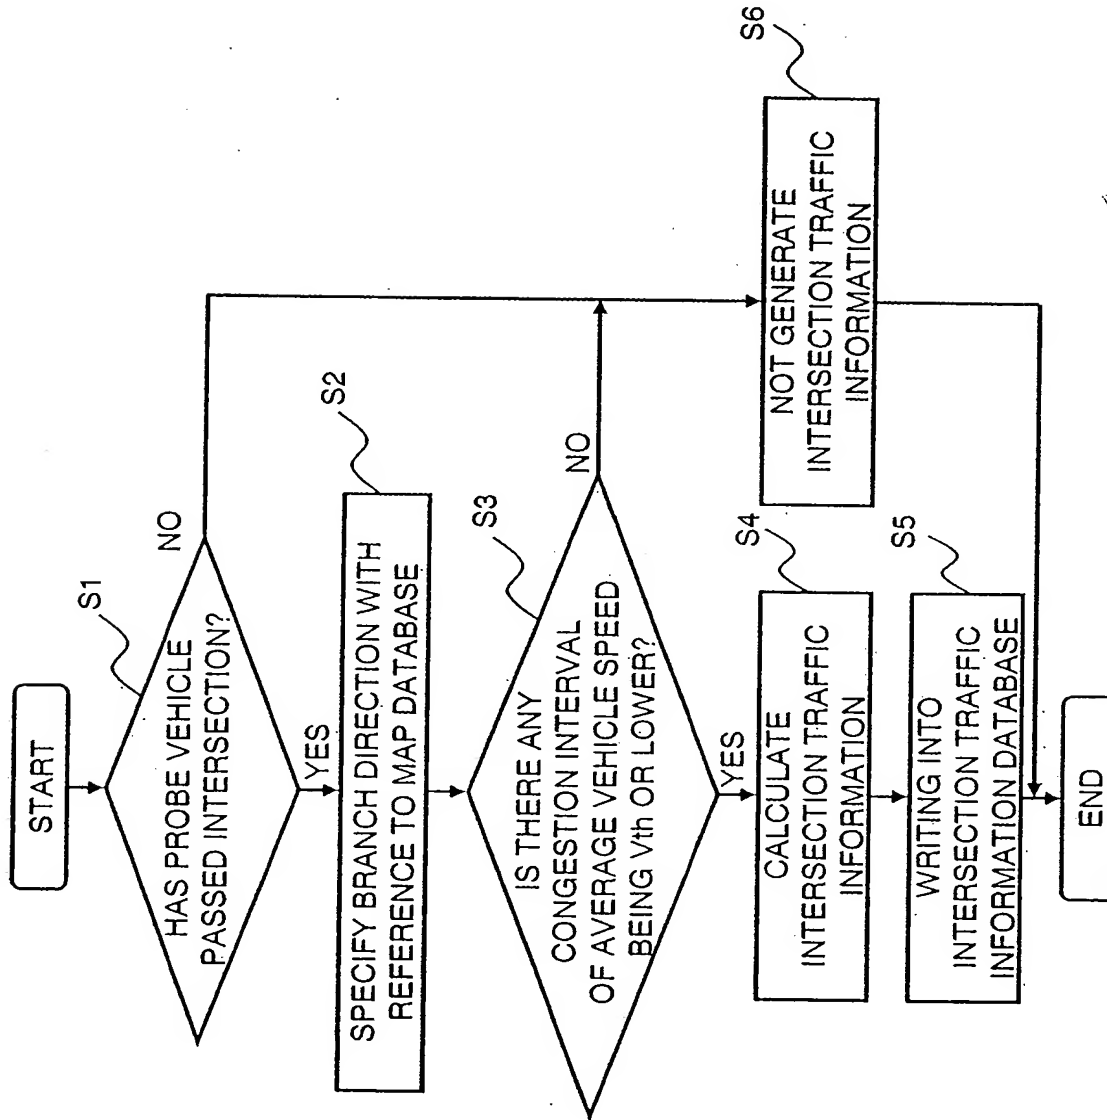 START
S1
HAS PROBE VEHICLE
PASSED INTERSECTION?
NO
YES
S2
SPECIFY BRANCH DIRECTION WITH
REFERENCE TO MAP DATABASE
S3
IS THERE ANY
CONGESTION INTERVAL
OF AVERAGE VEHICLE SPEED
BEING Vth OR LOWER?
NO
YES
S4
CALCULATE
INTERSECTION TRAFFIC
INFORMATION
S6
NOT GENERATE
INTERSECTION TRAFFIC
INFORMATION
S5
WRITING INTO
INTERSECTION TRAFFIC
INFORMATION DATABASE
END